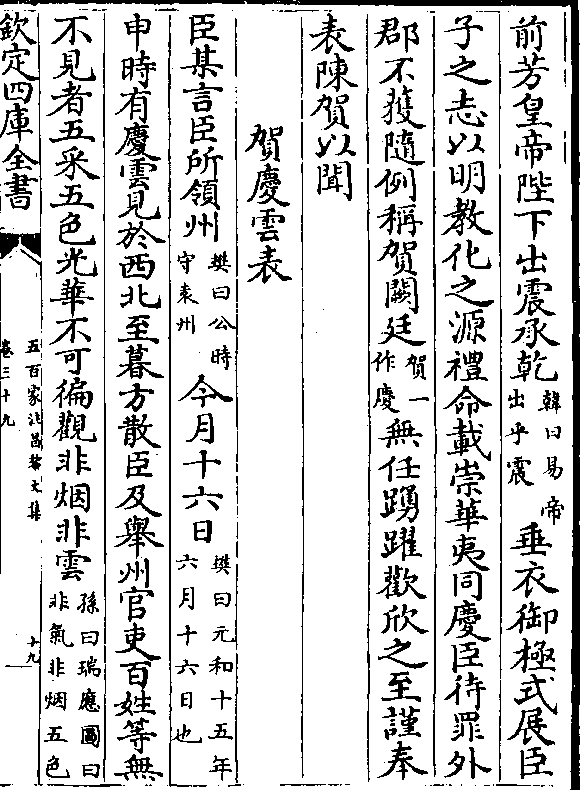 前芳皇帝陛下出震承乾韓曰易帝出乎震垂衣御極式展臣
子之志以明教化之源禮命載崇華夷同慶臣待罪外
郡不獲隨例稱賀闕廷賀一作慶無任踴躍歡欣之至謹奉
表陳賀以聞
賀慶雲表
臣某言臣所領州樊曰公時守袁州今月十六日樊曰元和十五年六月十六日也
申時有慶雲見於西北至暮方散臣及舉州官吏百姓等無
不見者五采五色光華不可徧觀非烟非雲孫曰瑞應圖曰非氣非烟五色
欽定四庫全書
五百家注昌黎文集
卷三十九
十九